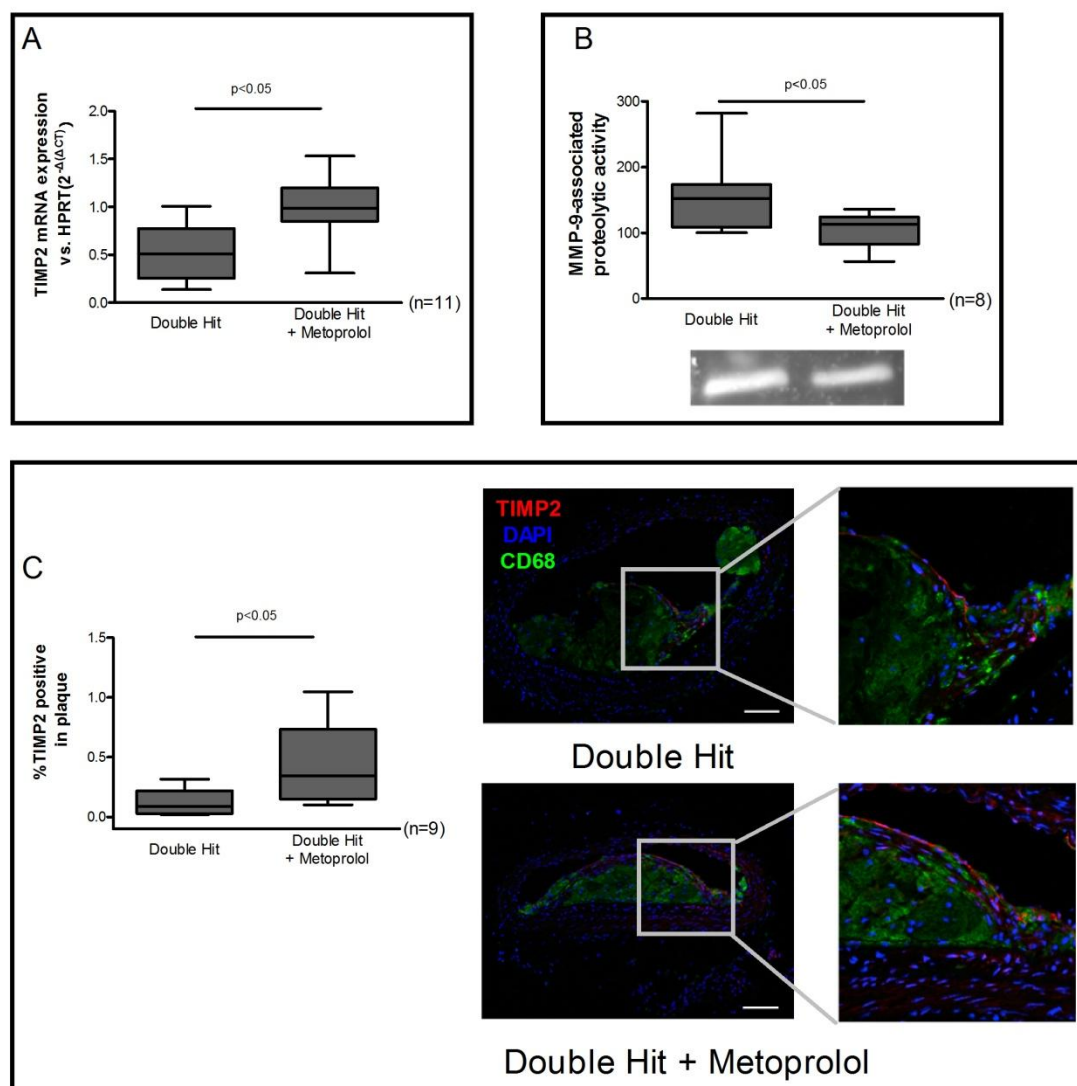 A
p<0.05
TIMP2 mRNA expression
vs. HPRT(2^-Δ(ΔCT))
2.0
1.5
1.0
0.5
0.0
Double Hit
Double Hit
+ Metoprolol
(n=11)
B
p<0.05
MMP-9-associated
proteolytic activity
300
200
100
0
Double Hit
Double Hit
+ Metoprolol
(n=8)
C
p<0.05
%TIMP2 positive
in plaque
1.5
1.0
0.5
0.0
Double Hit
Double Hit
+ Metoprolol
(n=9)
TIMP2
DAPI
CD68
Double Hit
Double Hit + Metoprolol